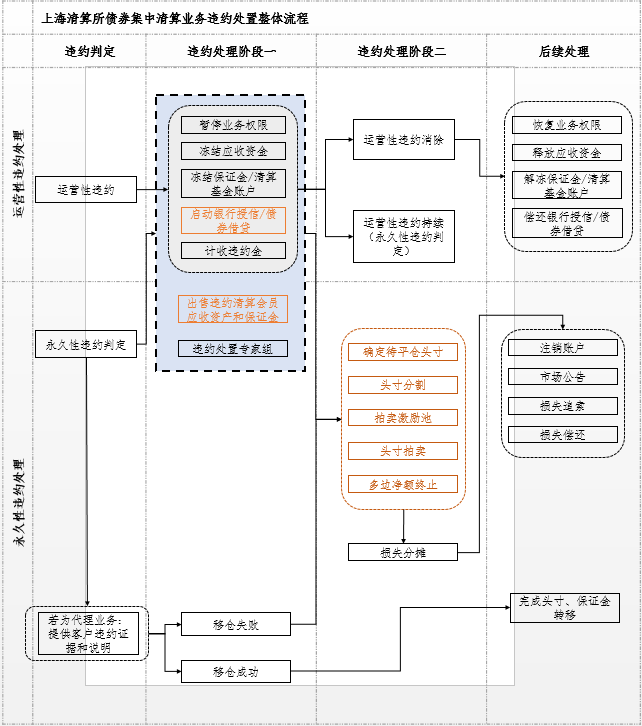 上海清算所债券集中清算业务违约处置整体流程
违约判定
违约处理阶段一
违约处理阶段二
后续处理
运营性违约处理
运营性违约
暂停业务权限
冻结应收资金
冻结保证金/清算
基金账户
启动银行授信/债
券借贷
计收违约金
运营性违约消除
运营性违约持续
（永久性违约判
定）
恢复业务权限
释放应收资金
解冻保证金/清算
基金账户
偿还银行授信/债
券借贷
永久性违约处理
永久性违约判定
出售违约清算会员
应收资产和保证金
违约处置专家组
确定待平仓头寸
头寸分割
拍卖激励池
头寸拍卖
多边净额终止
损失分摊
注销账户
市场公告
损失追索
损失偿还
若为代理业务：
提供客户违约证
据和说明
移仓失败
移仓成功
完成头寸、保证金
转移